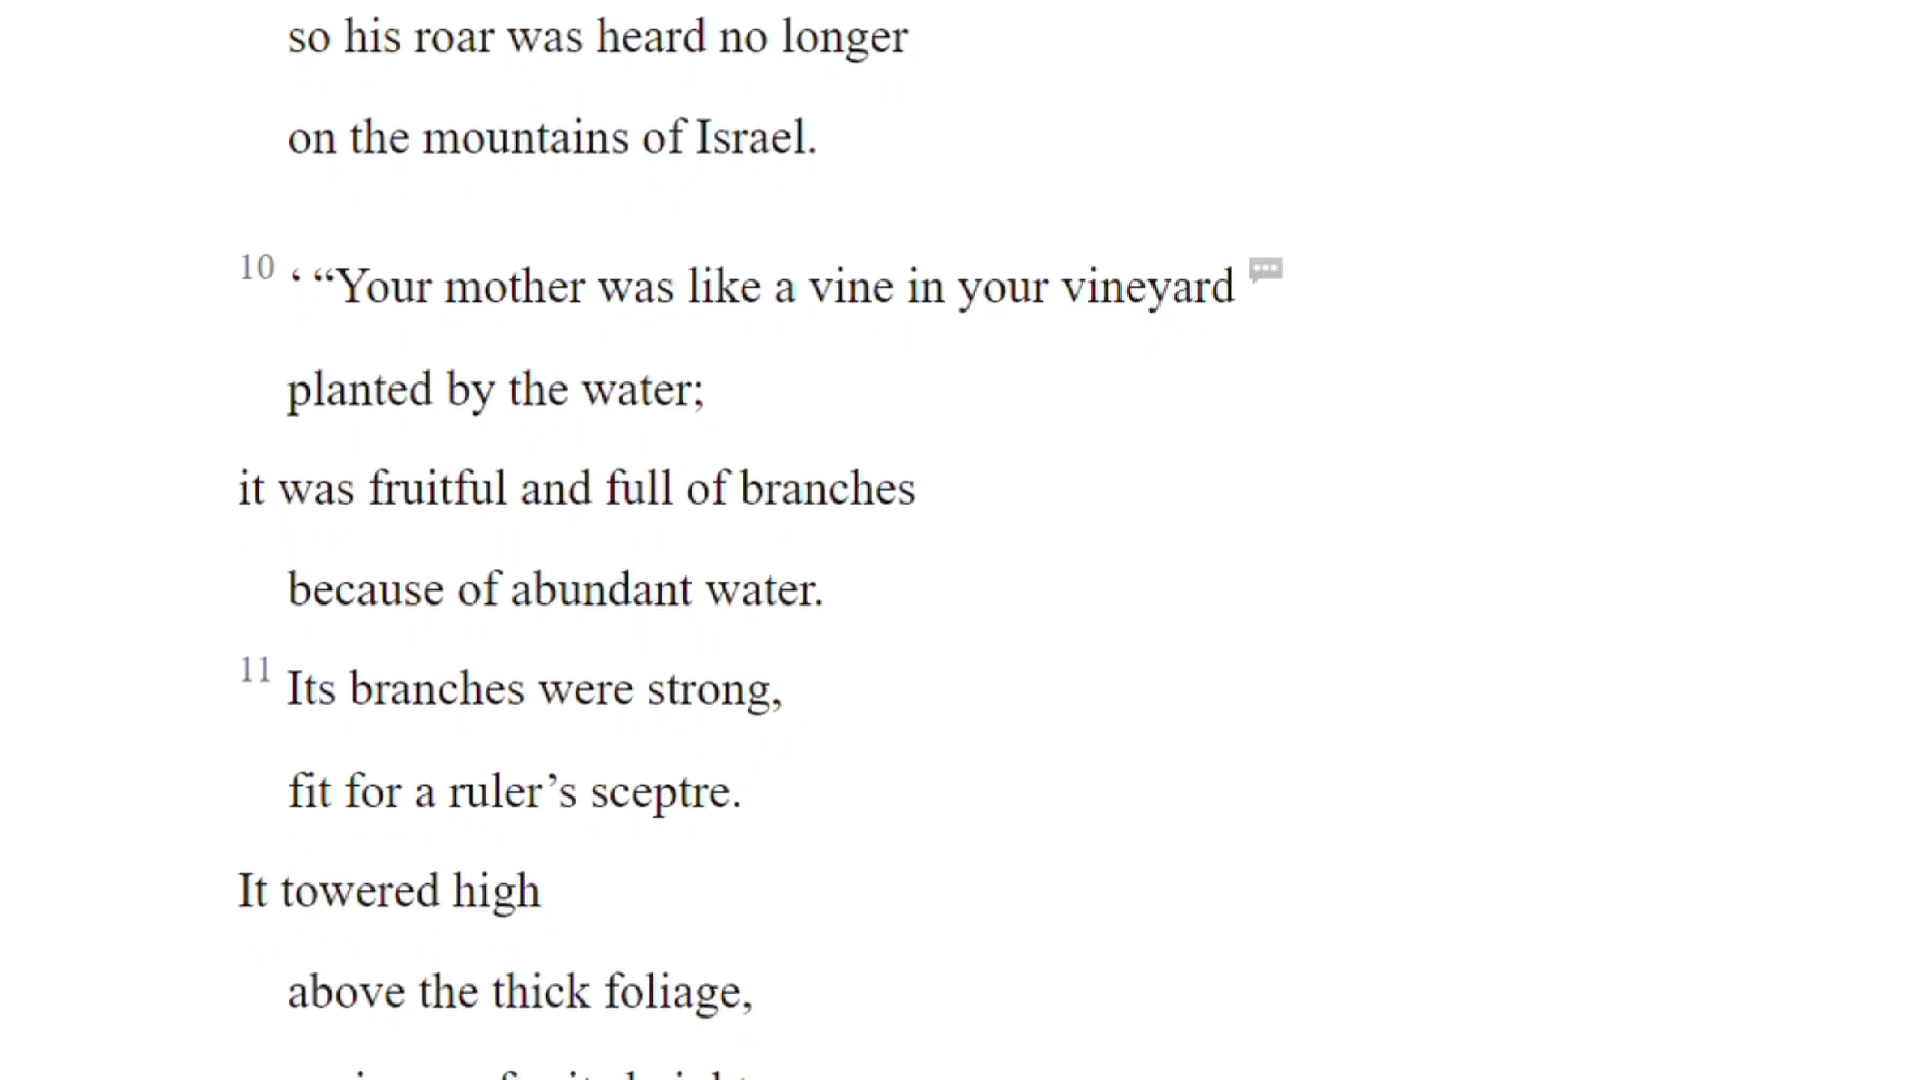 so his roar was heard no longer
on the mountains of Israel.
10 ‘ “Your mother was like a vine in your vineyard
planted by the water;
it was fruitful and full of branches
because of abundant water.
11 Its branches were strong,
fit for a ruler’s sceptre.
It towered high
above the thick foliage,